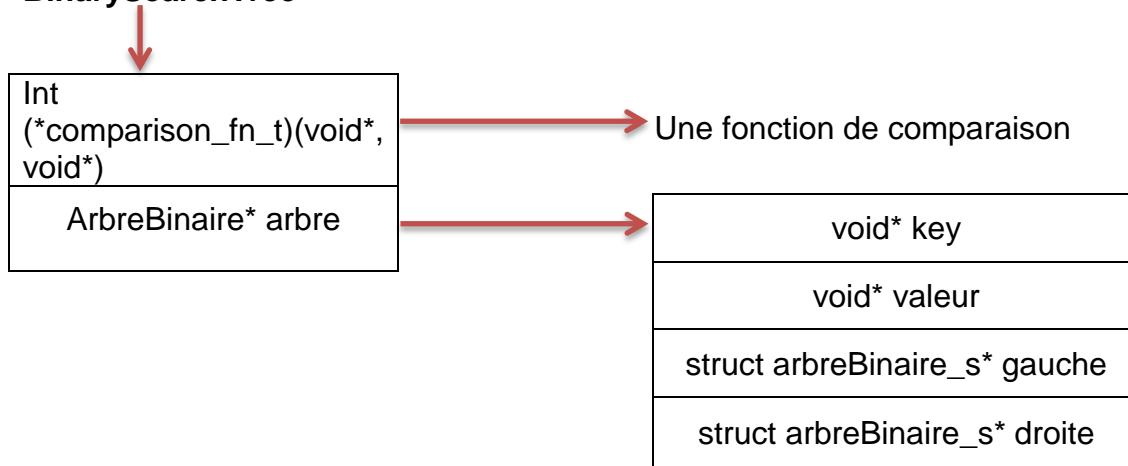 BinarySearchTree
Int
(*comparison_fn_t)(void*,
void*)
Une fonction de comparaison
ArbreBinaire* arbre
void* key
void* valeur
struct arbreBinaire_s* gauche
struct arbreBinaire_s* droite